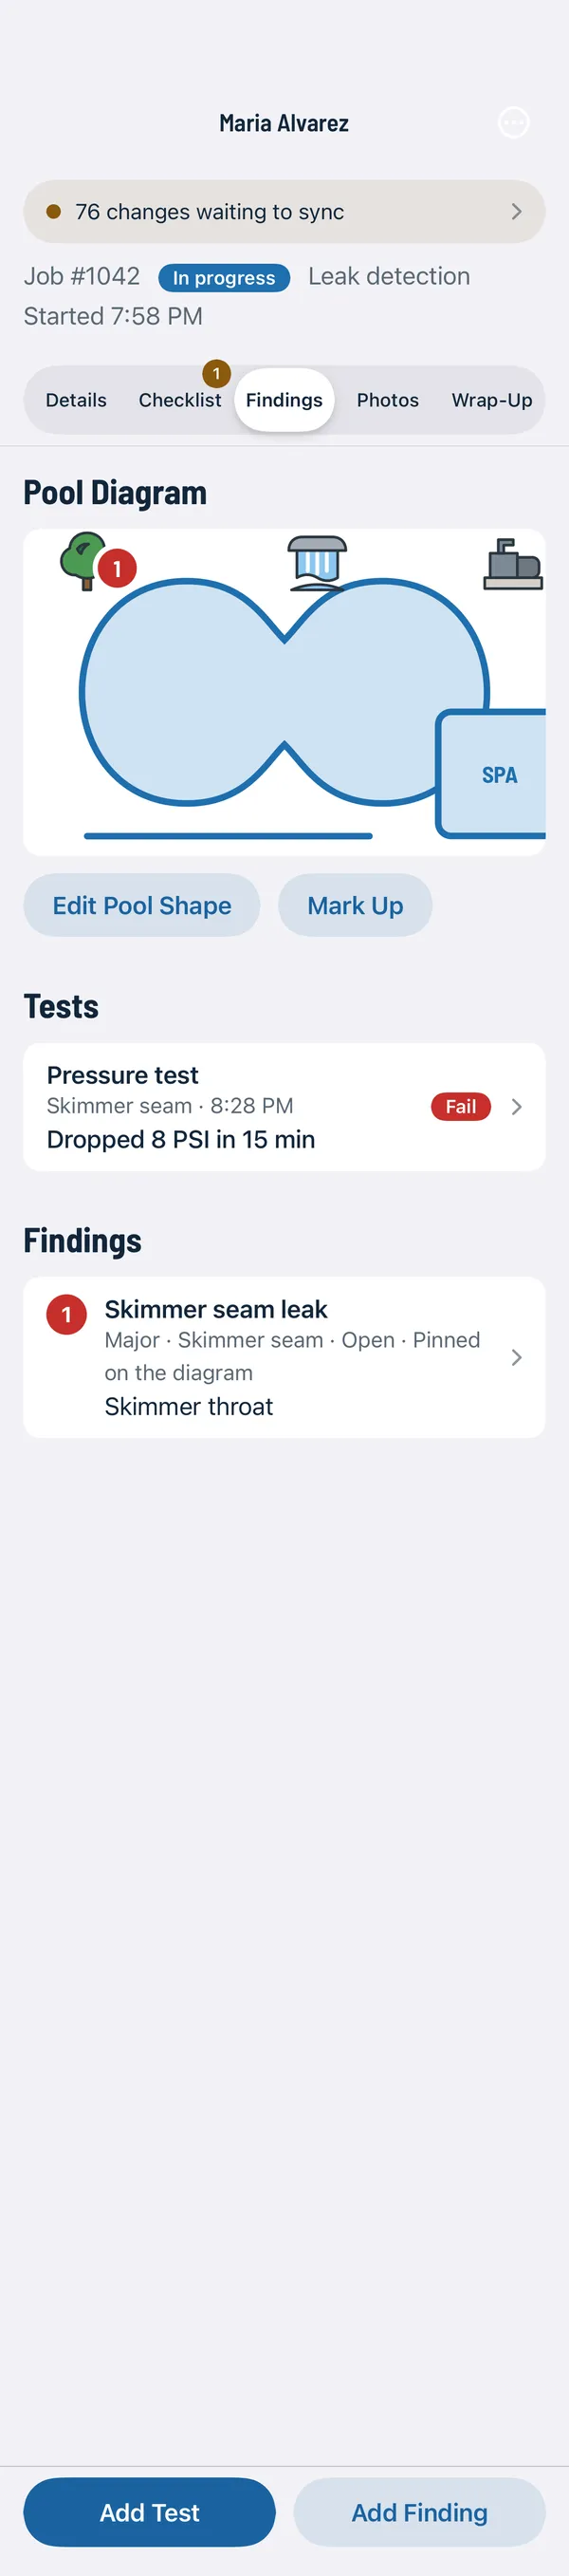 Maria Alvarez
76 changes waiting to sync
Job #1042 In progress Leak detection
Started 7:58 PM
1
Details Checklist Findings Photos Wrap-Up
Pool Diagram
1
SPA
Edit Pool Shape Mark Up
Tests
Pressure test
Skimmer seam · 8:28 PM
Fail
Dropped 8 PSI in 15 min
Findings
1 Skimmer seam leak
Major · Skimmer seam · Open · Pinned
on the diagram
Skimmer throat
Add Test Add Finding